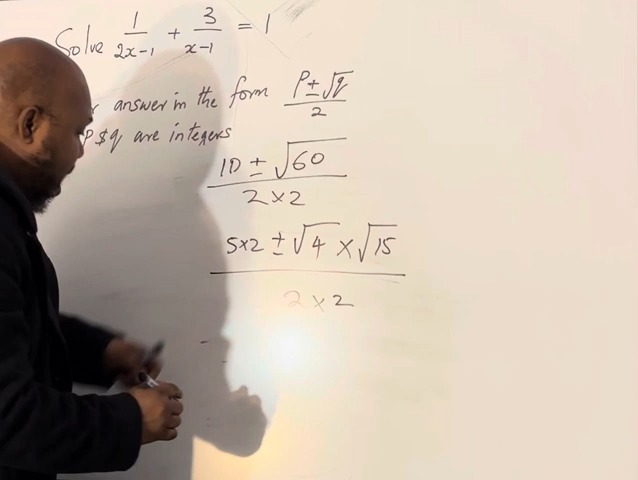 Solve 1/(2x-1) + 3/(x-1) = 1
answer in the form (P ± √q)/2
P $ q are integers
(10 ± √60)/(2×2)
(5×2 ± √4 × √15)/(2×2)